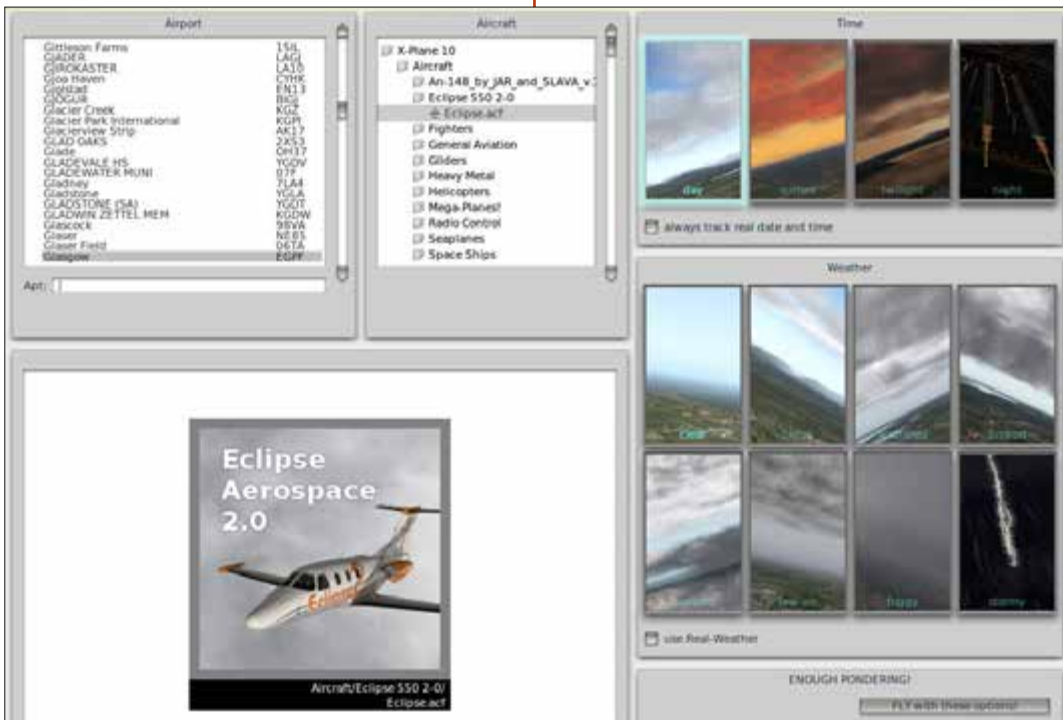 Airport
Gittleson Farms 15IL
GJADER LAGJ
GJIROKASTER LA10
Gjoa Haven CYHK
Gjolstad EN13
GJOGUR BIGJ
Glacier Creek KGZ
Glacier Park International KGPI
Glacierview Strip AK17
GLAD OAKS 2XS3
Glade OH37
GLADEVALE HS YGDV
GLADEWATER MUNI 07F
Gladney 7LA4
Gladstone YGLA
GLADSTONE (SA) YGDT
GLADWIN ZETTEL MEM KGDW
Glascock 98VA
Glaser NE85
Glaser Field 06TA
Glasgow EGPF
Apt:
Aircraft
X-Plane 10
Aircraft
An-148_by_JAR_and_SLAVA_v.
Eclipse 550 2-0
Eclipse.acf
Fighters
General Aviation
Gliders
Heavy Metal
Helicopters
Mega-Planes!
Radio Control
Seaplanes
Space Ships
Time
day
sunset
twilight
night
always track real date and time
Weather
clear
foggy
stormy
use Real-Weather
Eclipse
Aerospace
2.0
Eclipse
Aircraft/Eclipse 550 2-0/
Eclipse.acf
ENOUGH PONDERING!
FLY with these options!